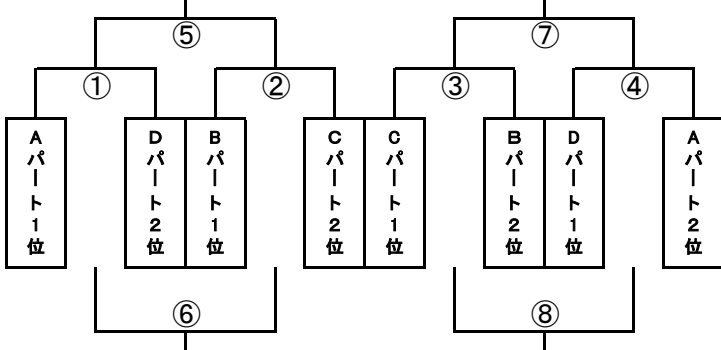 ⑤
⑦
①
②
③
④
Aパート1位
Dパート2位
Bパート1位
Cパート2位
Cパート1位
Bパート2位
Dパート1位
Aパート2位
⑥
⑧